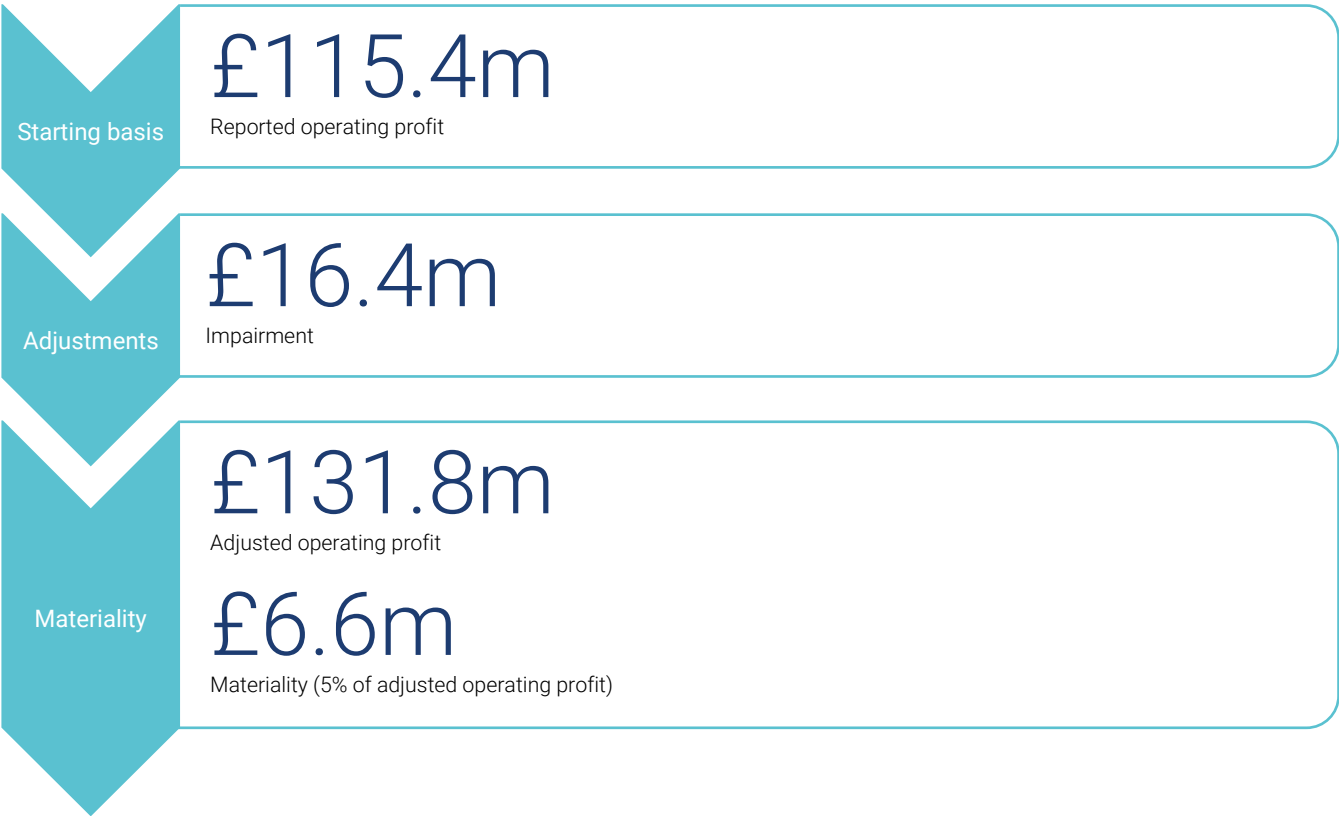 Starting basis
£115.4m
Reported operating profit
Adjustments
£16.4m
Impairment
Materiality
£131.8m
Adjusted operating profit
£6.6m
Materiality (5% of adjusted operating profit)